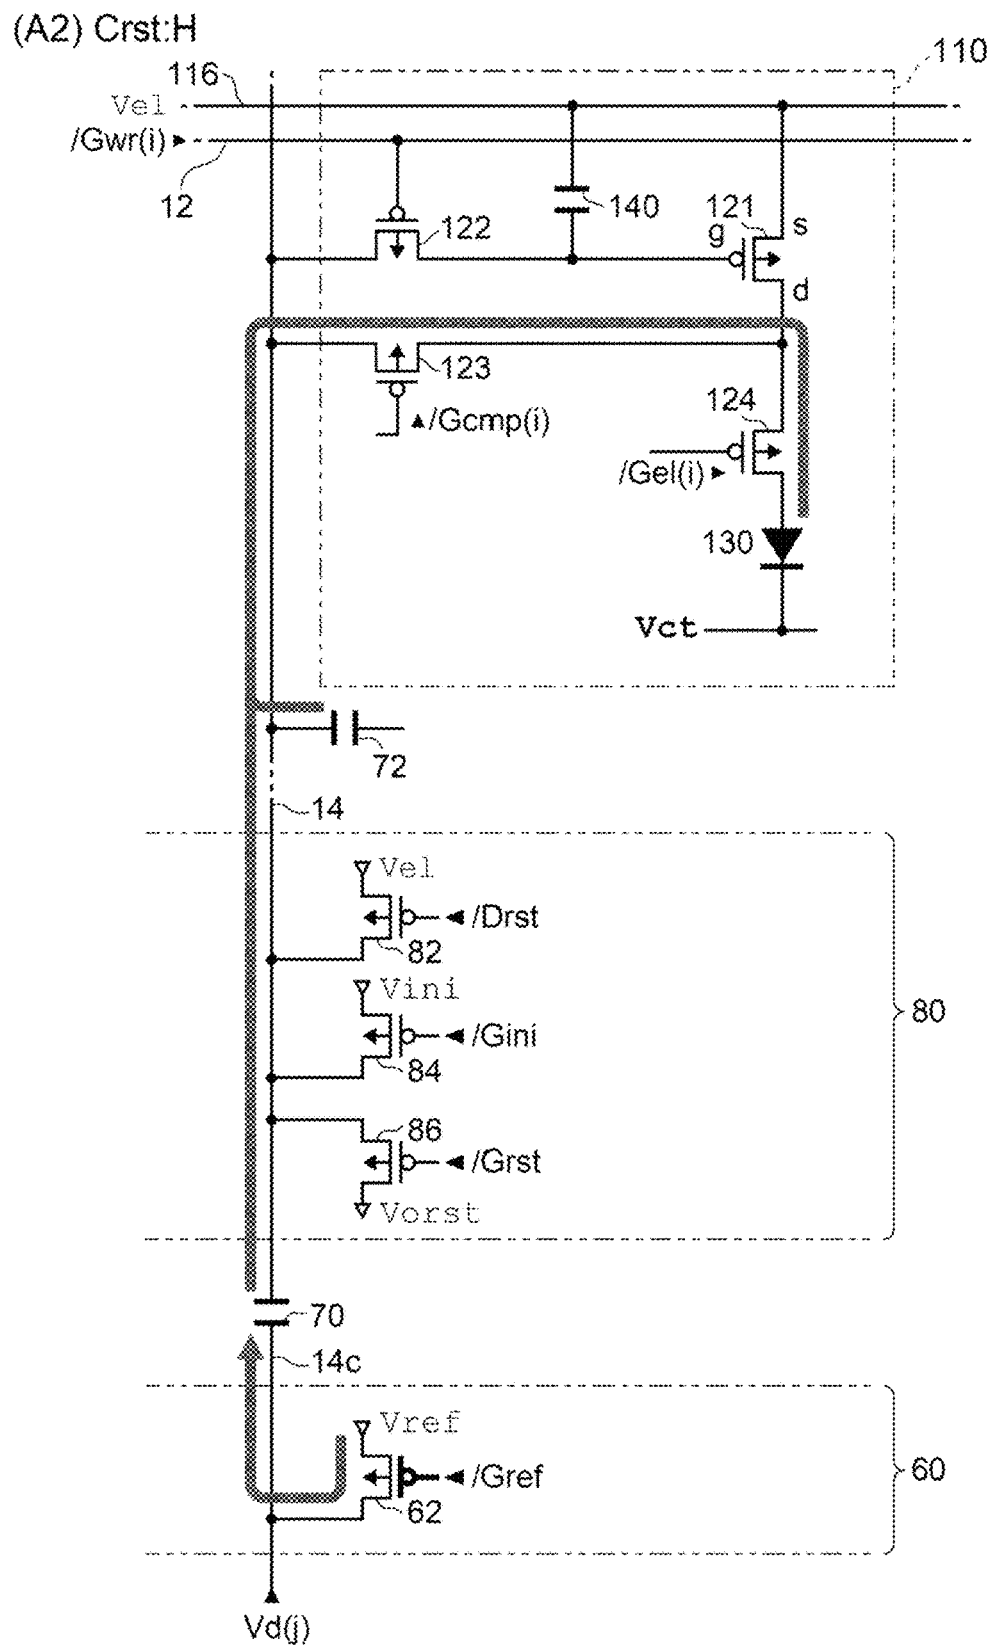 (A2) Crst:H
110
116
Vel
/Gwr(i)
12
122
140
121
g
s
d
123
124
/Gcmp(i)
/Gel(i)
130
Vct
72
14
Vel
/Drst
82
Vini
80
/Gini
84
86
/Grst
Vorst
70
14c
Vref
/Gref
60
62
Vd(j)